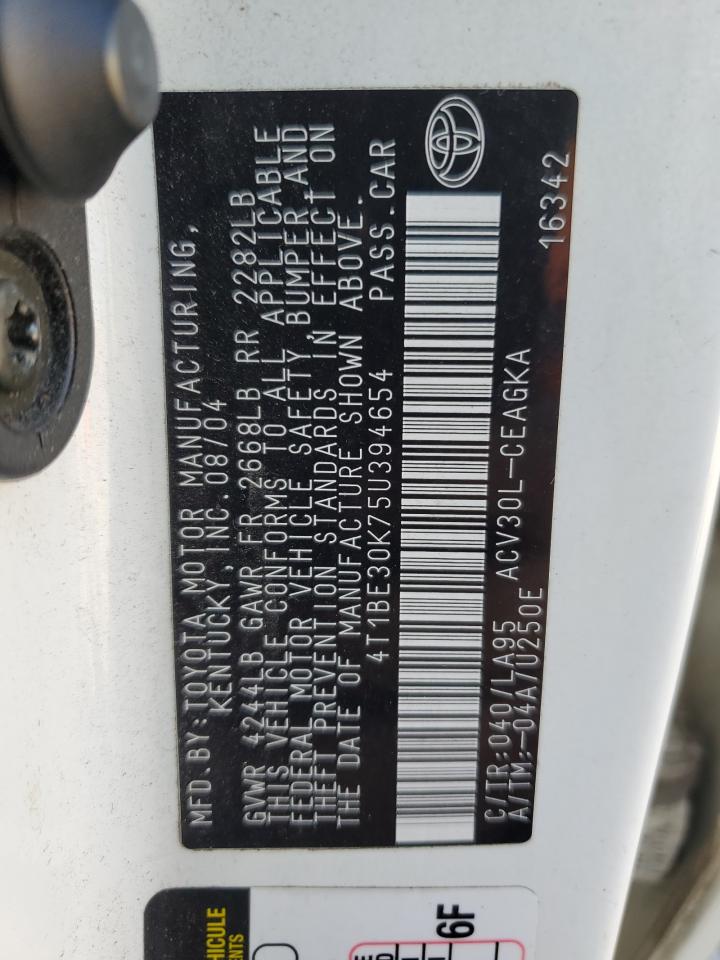 MFD. BY: TOYOTA MOTOR MANUFACTURING,
KENTUCKY, INC. 08/04
GVWR 4244LB GAWR FR 2668LB RR 2282LB
THIS VEHICLE CONFORMS TO ALL APPLICABLE
FEDERAL MOTOR VEHICLE SAFETY, BUMPER AND
THEFT PREVENTION STANDARDS IN EFFECT ON
THE DATE OF MANUFACTURE SHOWN ABOVE.
4T1BE30K75U394654 PASS.CAR
C/TR:040/LA95 ACV30L-CEAGKA
A/TM:-04A/U250E 16342
6F